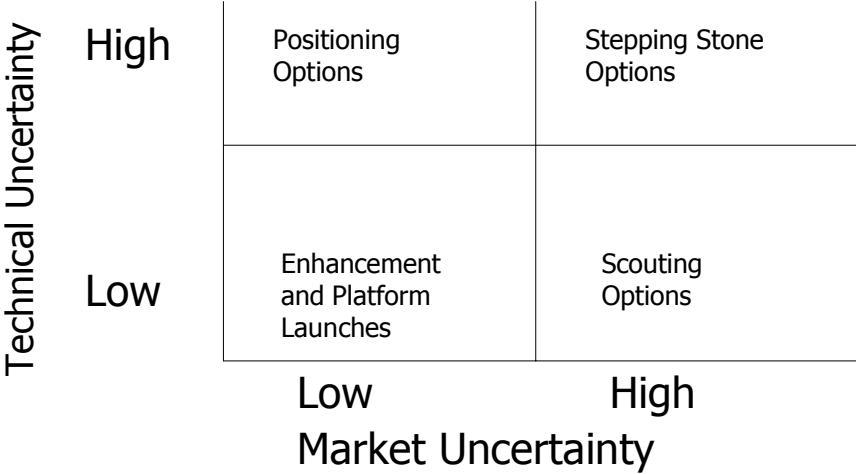 Technical Uncertainty
High
Positioning
Options
Stepping Stone
Options
Low
Enhancement
and Platform
Launches
Scouting
Options
Low
High
Market Uncertainty